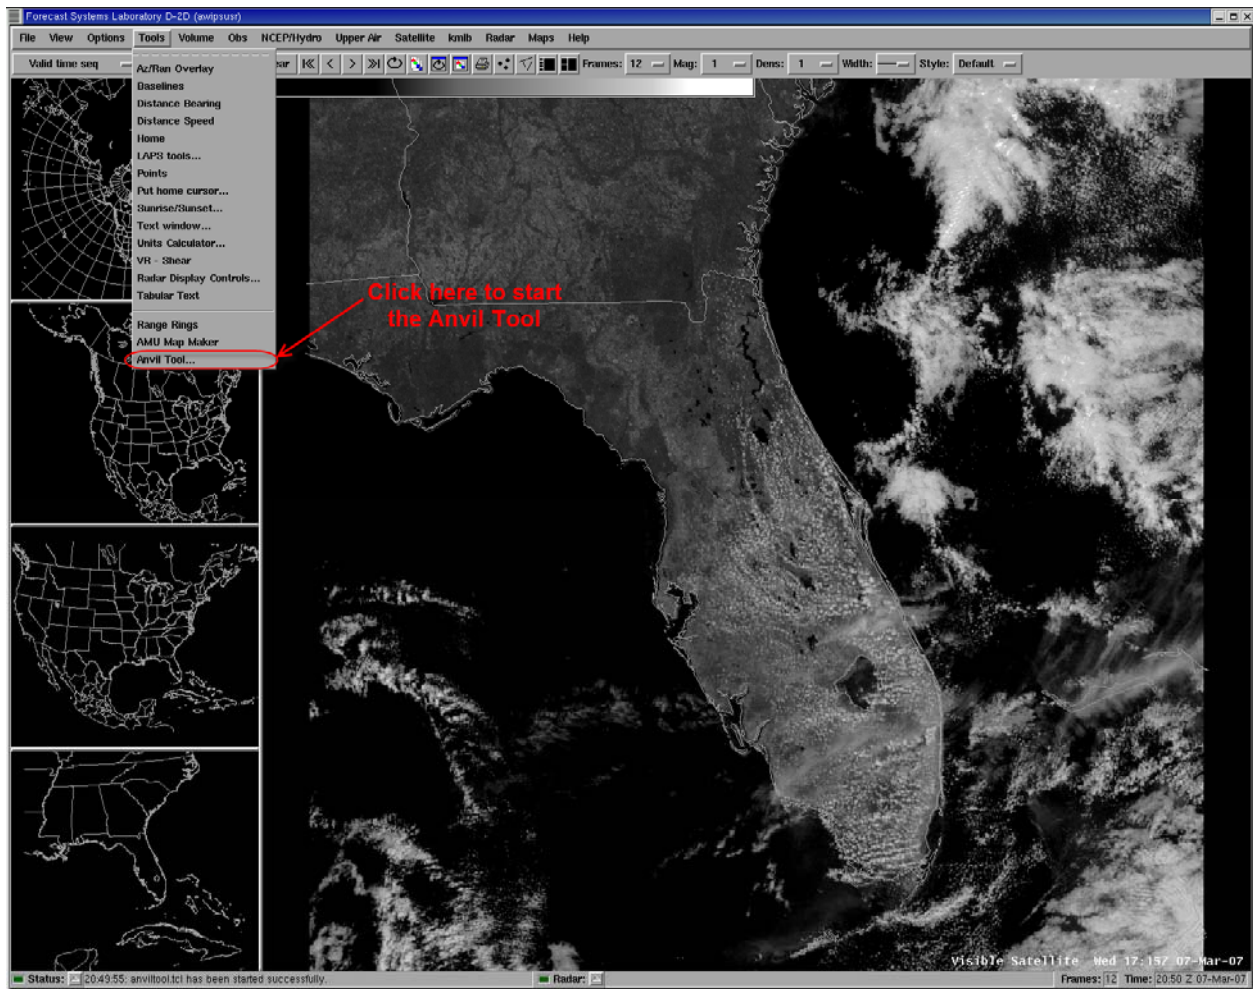 Forecast Systems Laboratory D-2D (awipsusr)
File View Options Tools Volume Obs NCEP/Hydro Upper Air Satellite kmlb Radar Maps Help
Valid time seq Frames: 12 Mag: 1 Dens: 1 Width: Style: Default
Az/Ran Overlay
Baselines
Distance Bearing
Distance Speed
Home
LAPS tools...
Points
Put home cursor...
Sunrise/Sunset...
Text window...
Units Calculator...
VR - Shear
Radar Display Controls...
Tabular Text
Range Rings
AMU Map Maker
Anvil Tool...
Click here to start
the Anvil Tool
Visible Satellite Wed 17:15Z 07-Mar-07
Status: 20:49:55: anviltool.tcl has been started successfully. Radar: Frames: 12 Time: 20:50 Z 07-Mar-07